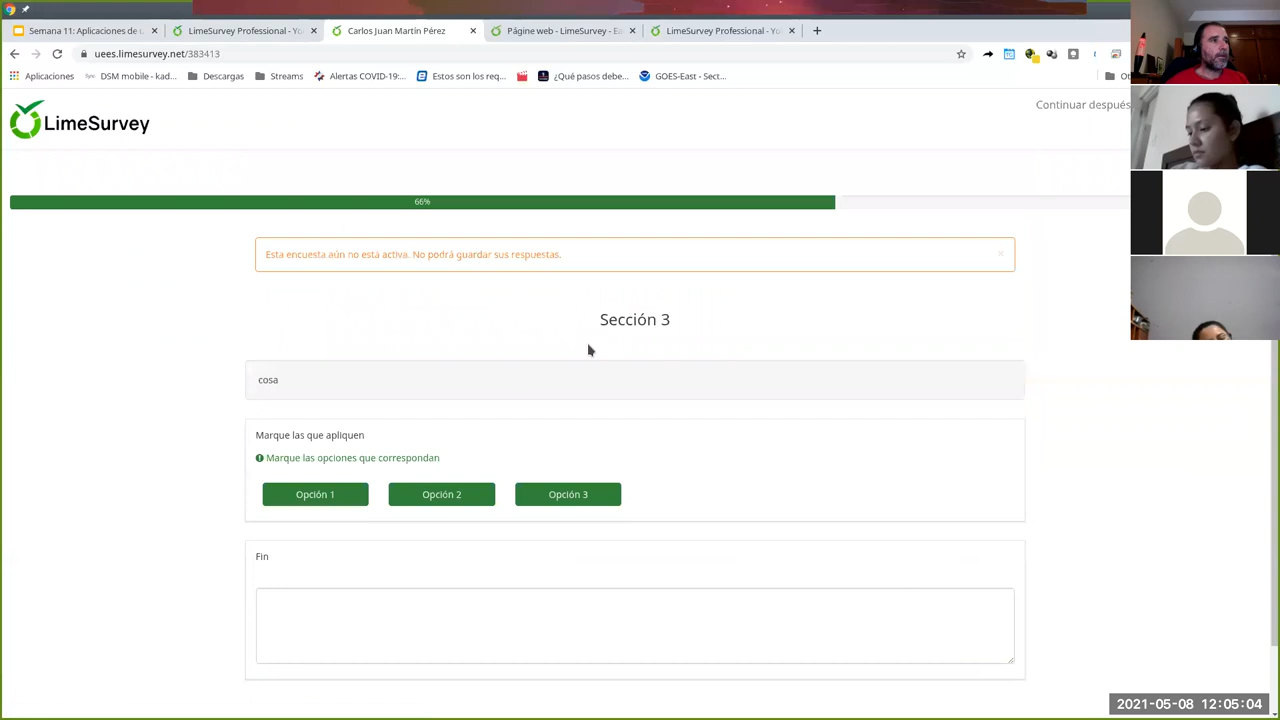 Semana 11: Aplicaciones de
LimeSurvey Professional - Yo
Carlos Juan Martín Pérez
Págine web - LimeSurvey - Ea
LimeSurvey Professional - Yo
uees.limesurvey.net/383413
Aplicaciones
DSM mobile - kad...
Descargas
Streams
Alertas COVID-19:...
Estos son los req...
¿Qué pasos debe...
GOES-East - Sect...
LimeSurvey
Continuar después
66%
Esta encuesta aún no está activa. No podrá guardar sus respuestas.
Sección 3
cosa
Marque las que apliquen
Marque las opciones que correspondan
Opción 1
Opción 2
Opción 3
Fin
2021-05-08 12:05:04